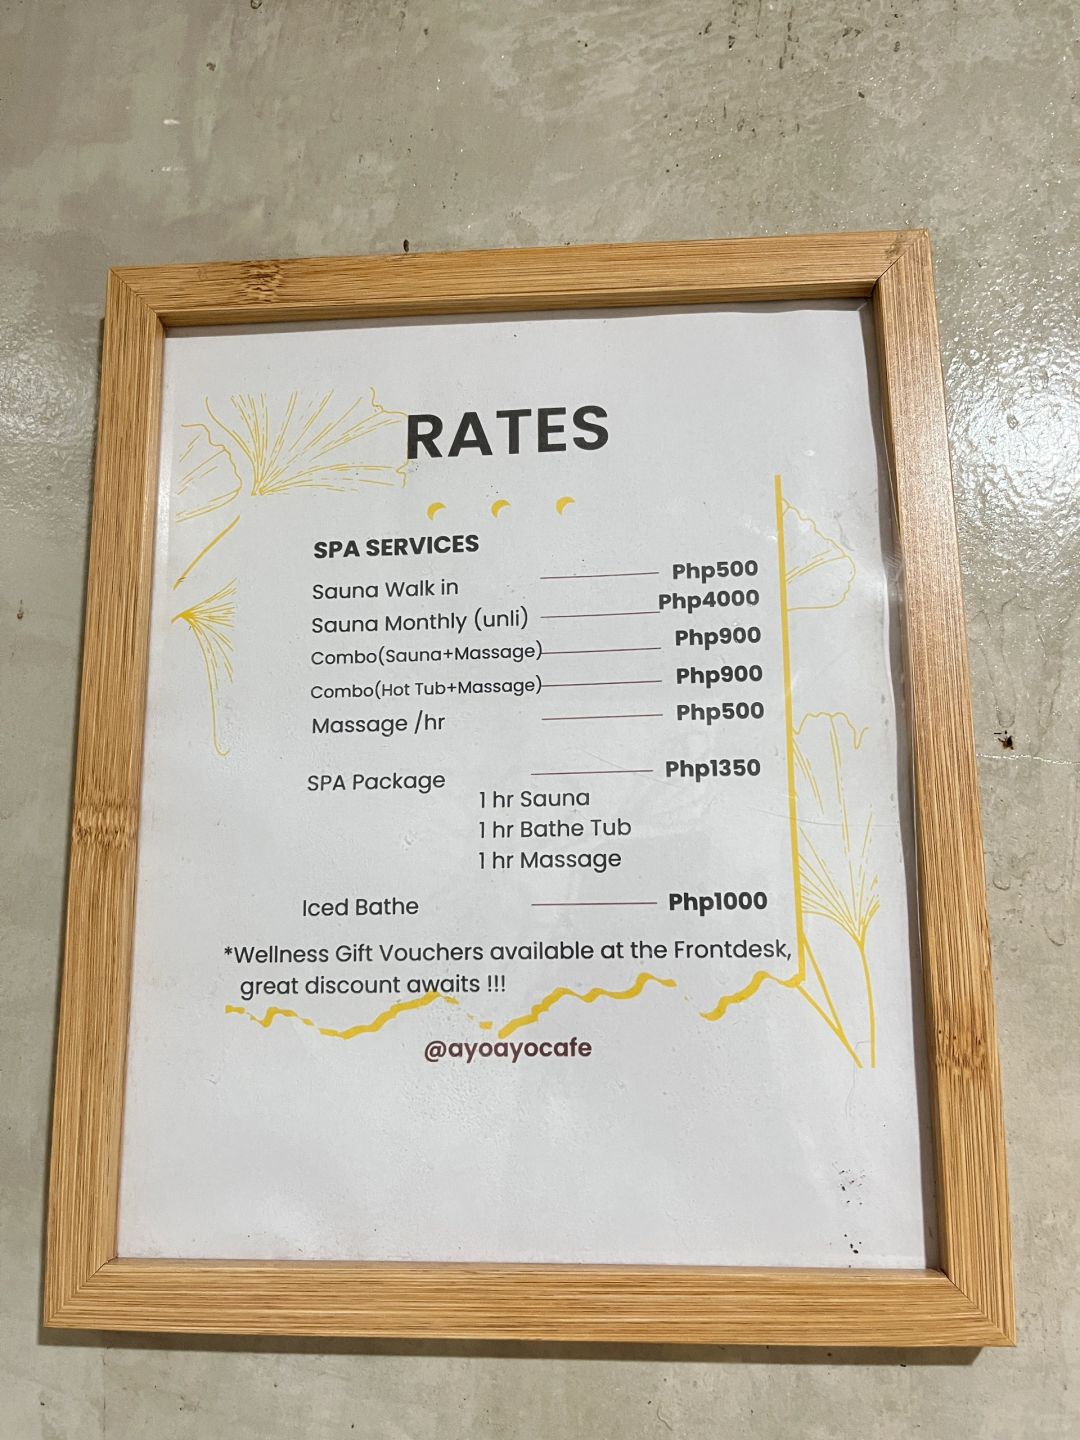 RATES
SPA SERVICES
Sauna Walk in Php500
Sauna Monthly (unli) Php4000
Combo(Sauna+Massage) Php900
Combo(Hot Tub+Massage) Php900
Massage /hr Php500
SPA Package Php1350
1 hr Sauna
1 hr Bathe Tub
1 hr Massage
Iced Bathe Php1000
*Wellness Gift Vouchers available at the Frontdesk,
great discount awaits !!!
@ayoayocafe